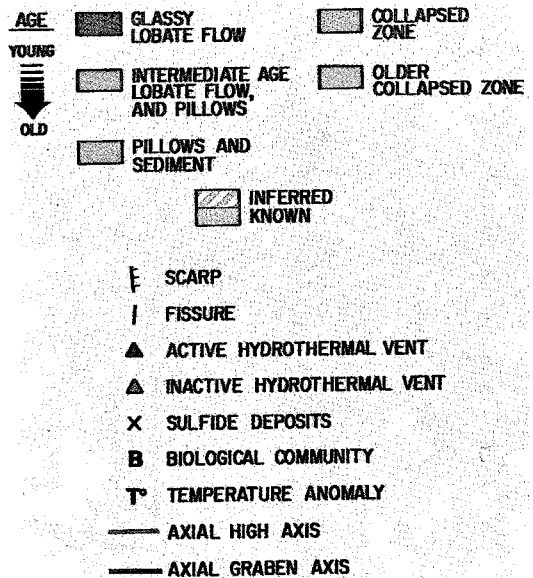 AGE
YOUNG
OLD
GLASSY
LOBATE FLOW
INTERMEDIATE AGE
LOBATE FLOW,
AND PILLOWS
PILLOWS AND
SEDIMENT
COLLAPSED
ZONE
OLDER
COLLAPSED ZONE
INFERRED
KNOWN
SCARP
FISSURE
ACTIVE HYDROTHERMAL VENT
INACTIVE HYDROTHERMAL VENT
X SULFIDE DEPOSITS
B BIOLOGICAL COMMUNITY
T° TEMPERATURE ANOMALY
AXIAL HIGH AXIS
AXIAL GRABEN AXIS